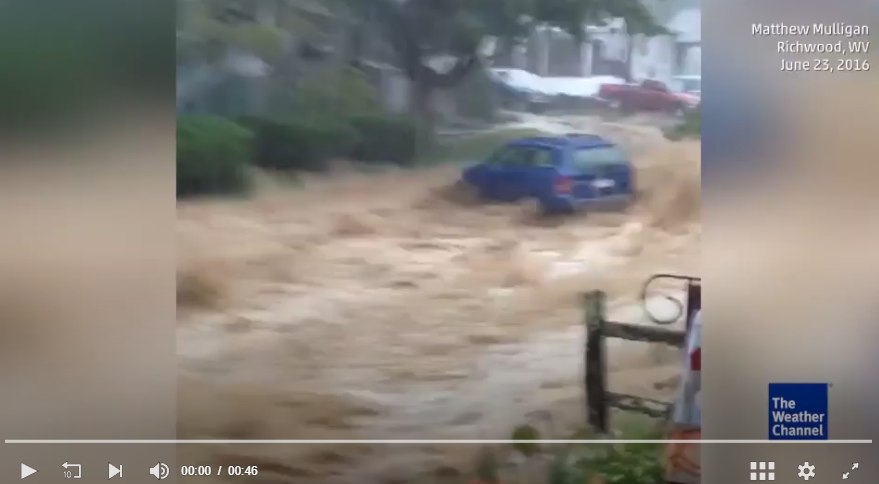 Matthew Mulligan
Richwood, WV
June 23, 2016
The
Weather
Channel
10
00:00 / 00:46